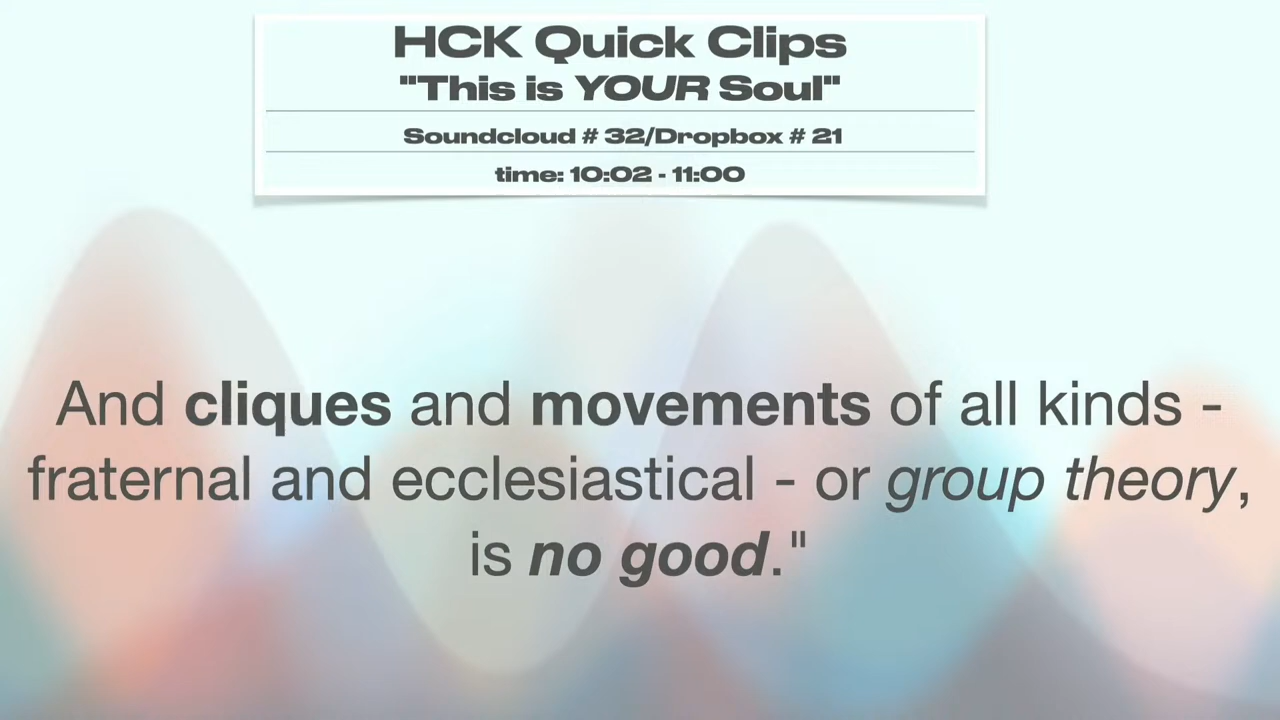 HCK Quick Clips
"This is YOUR Soul"
Soundcloud # 32/Dropbox # 21
time: 10:02 - 11:00
And cliques and movements of all kinds -
fraternal and ecclesiastical - or group theory,
is no good."